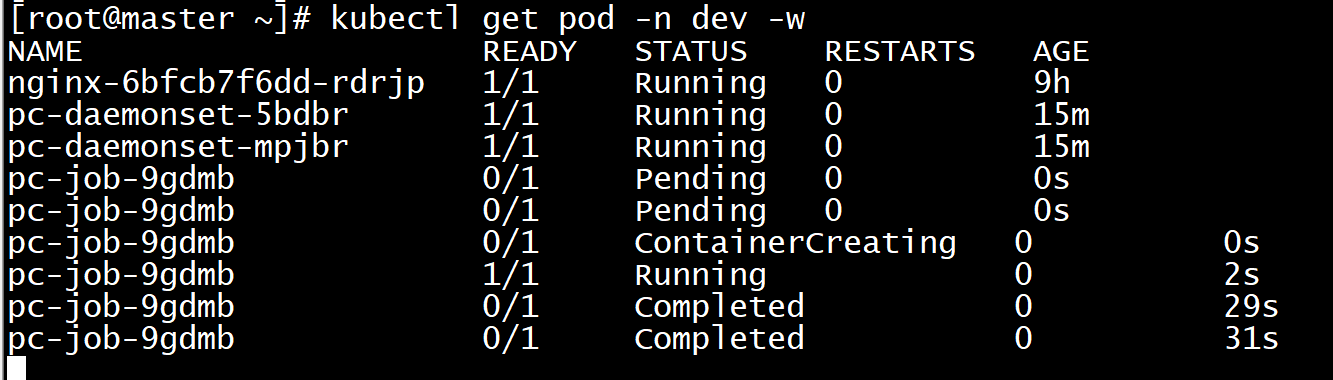 [root@master ~]# kubectl get pod -n dev -w
NAME READY STATUS RESTARTS AGE
nginx-6bfcb7f6dd-rdrjp 1/1 Running 0 9h
pc-daemonset-5bdbr 1/1 Running 0 15m
pc-daemonset-mpjbr 1/1 Running 0 15m
pc-job-9gdmb 0/1 Pending 0 0s
pc-job-9gdmb 0/1 Pending 0 0s
pc-job-9gdmb 0/1 ContainerCreating 0 0s
pc-job-9gdmb 1/1 Running 0 2s
pc-job-9gdmb 0/1 Completed 0 29s
pc-job-9gdmb 0/1 Completed 0 31s